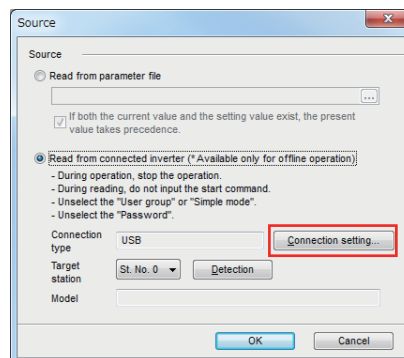 Source
Source
Read from parameter file
...
If both the current value and the setting value exist, the present
value takes precedence.
Read from connected inverter (* Available only for offline operation)
- During operation, stop the operation.
- During reading, do not input the start command.
- Unselect the "User group" or "Simple mode".
- Unselect the "Password".
Connection type USB Connection setting...
Target station St. No. 0 Detection
Model
OK Cancel